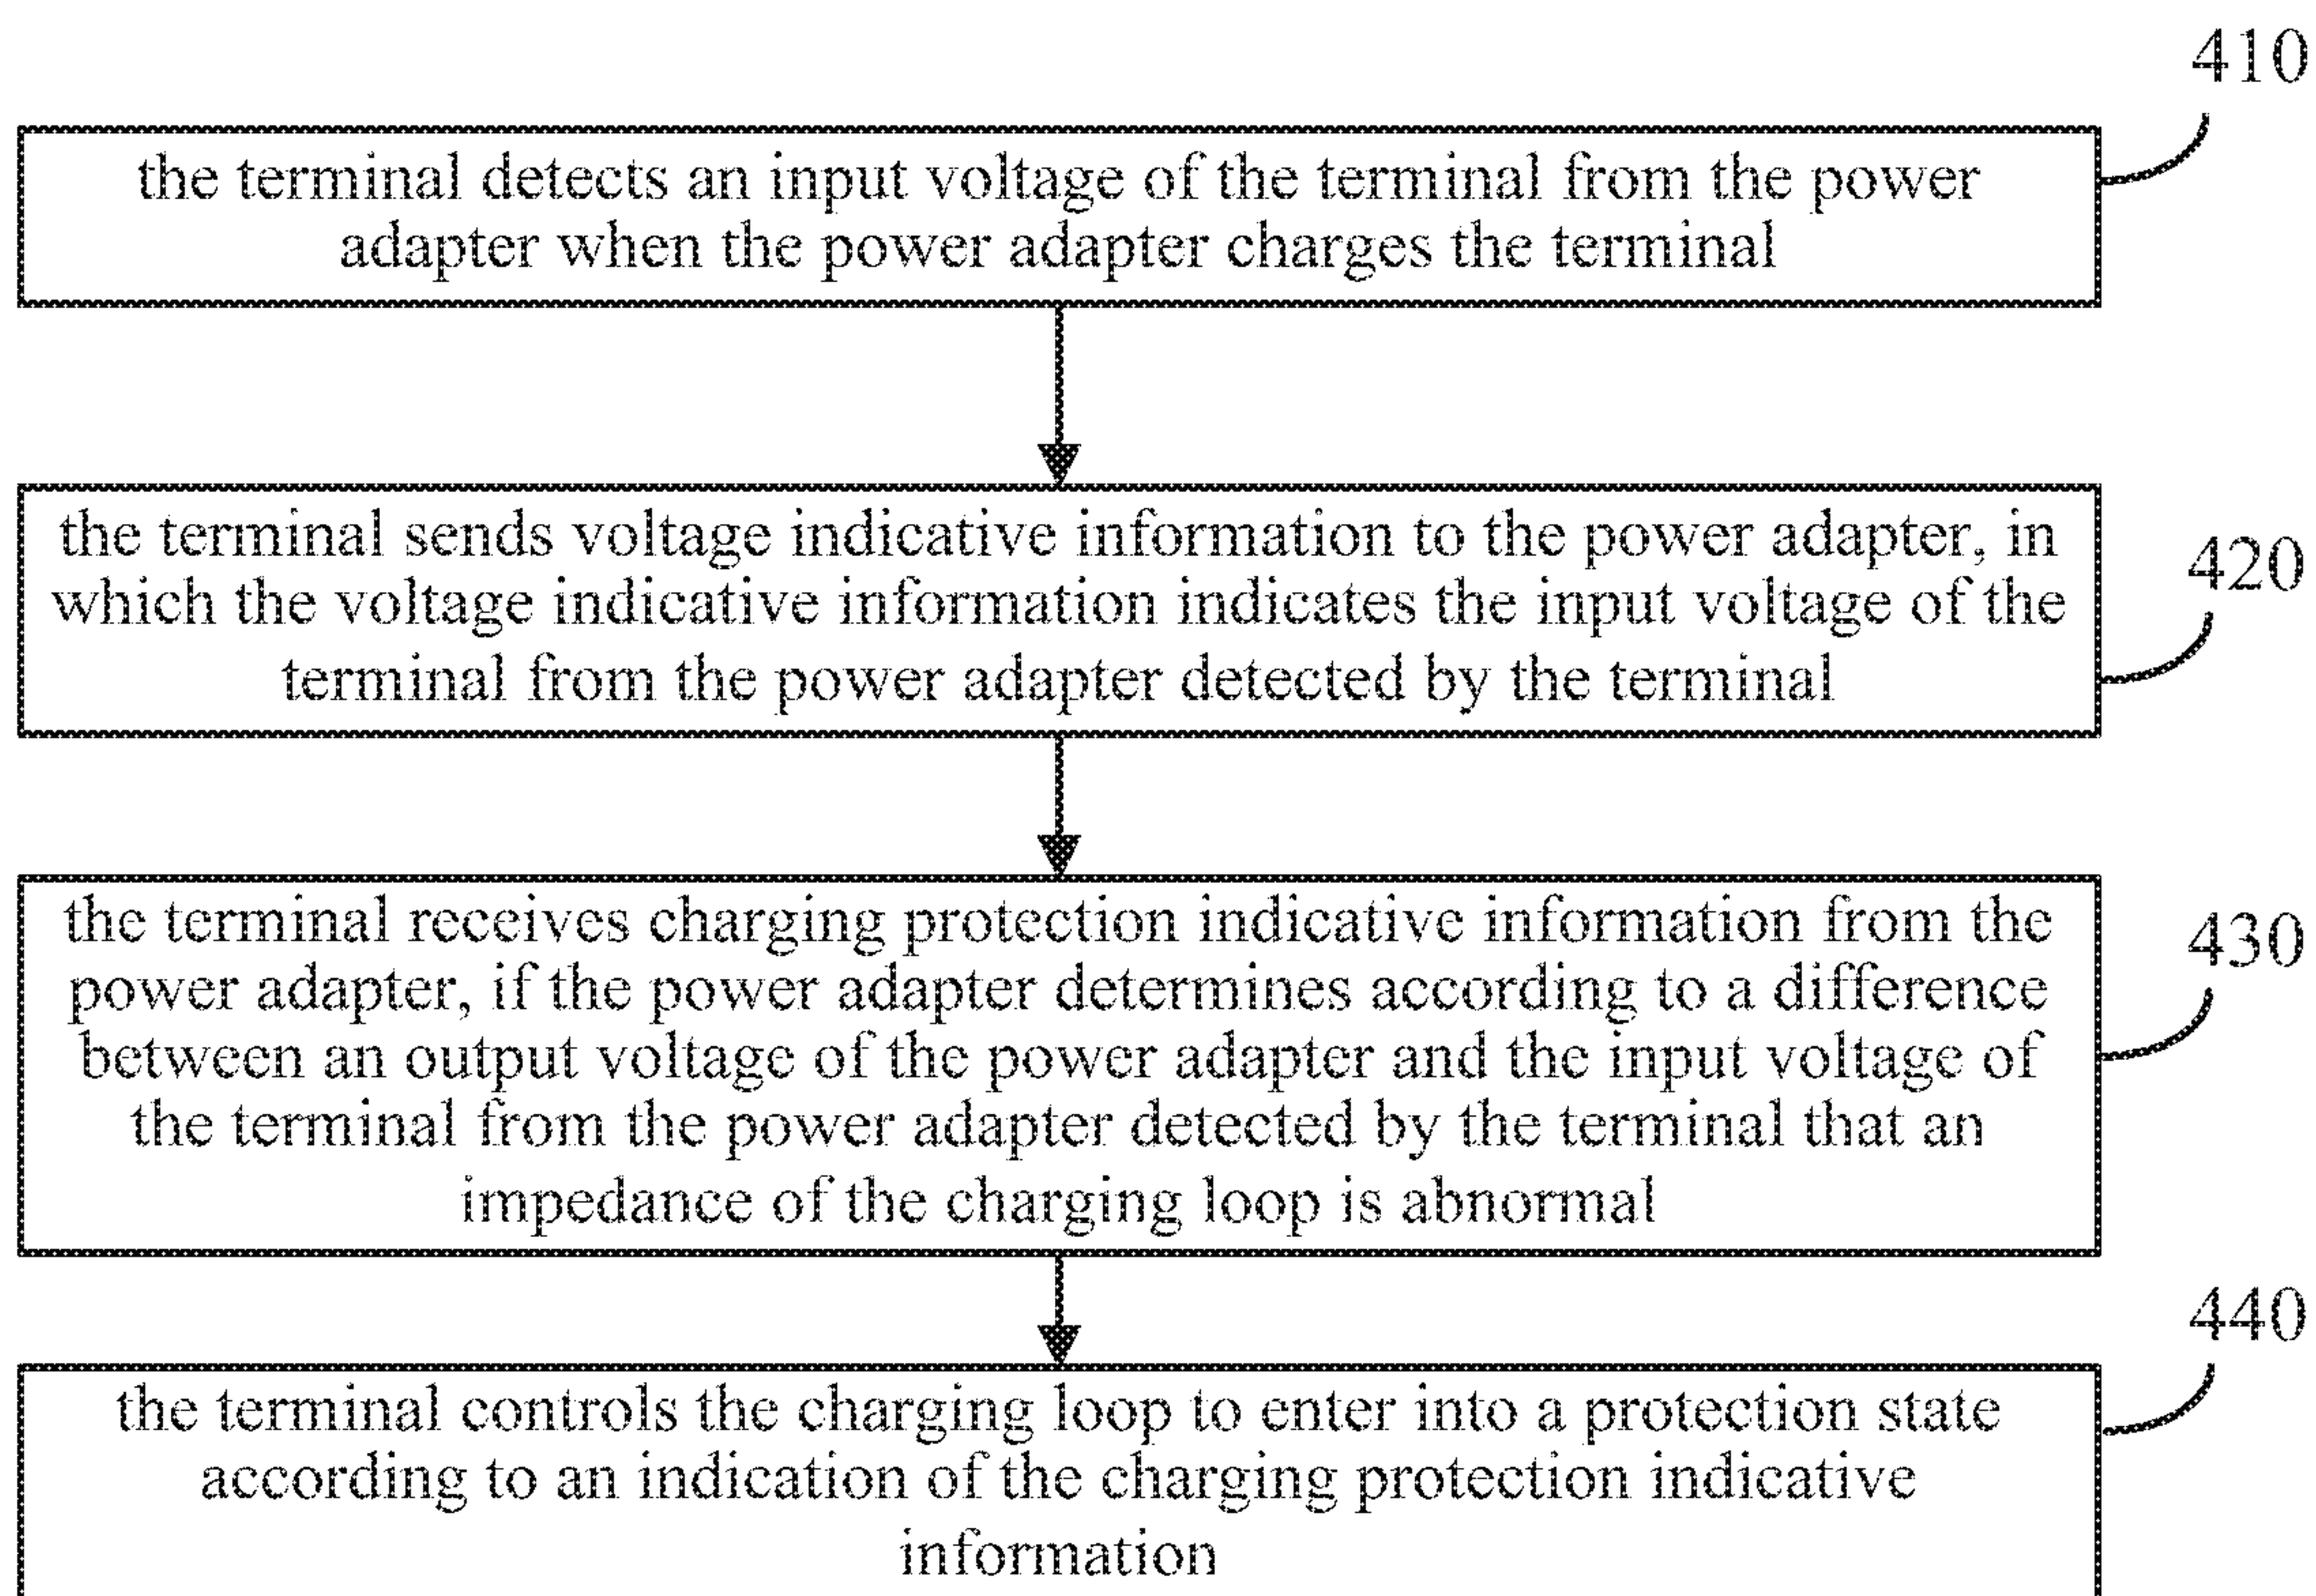 410
the terminal detects an input voltage of the terminal from the power
adapter when the power adapter charges the terminal
the terminal sends voltage indicative information to the power adapter, in
which the voltage indicative information indicates the input voltage of the
terminal from the power adapter detected by the terminal
420
the terminal receives charging protection indicative information from the
power adapter, if the power adapter determines according to a difference
between an output voltage of the power adapter and the input voltage of
the terminal from the power adapter detected by the terminal that an
impedance of the charging loop is abnormal
430
440
the terminal controls the charging loop to enter into a protection state
according to an indication of the charging protection indicative
information